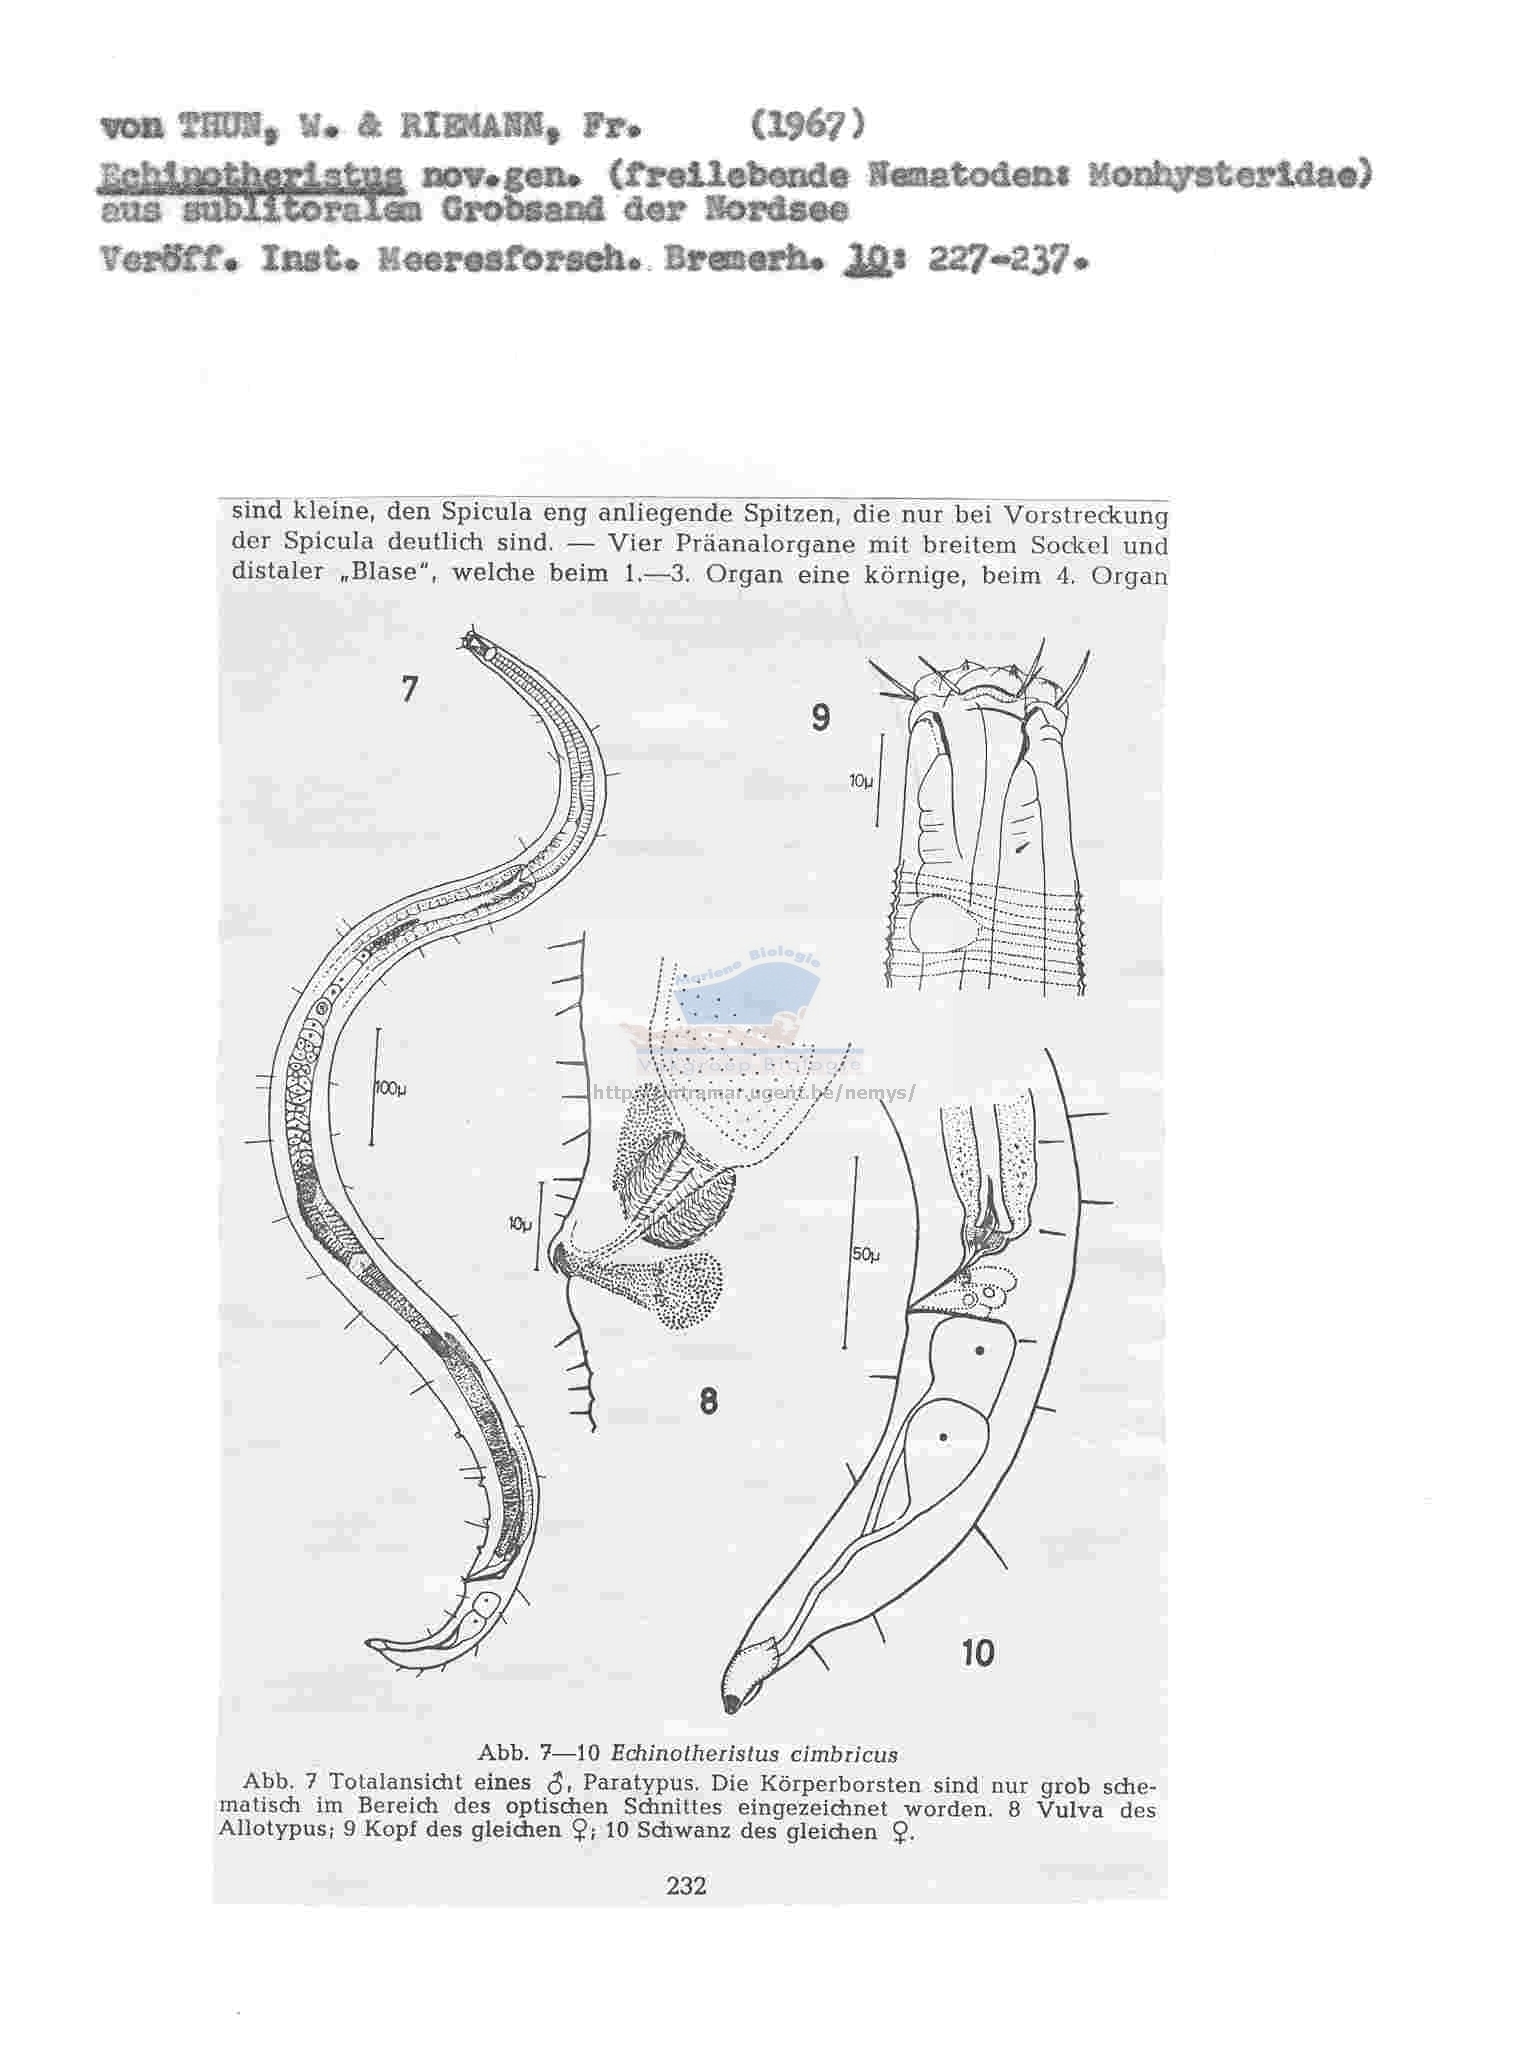 von THUN, W. & RIEMANN, Fr. (1967)
Echinotheristus nov.gen. (freilebende Nematoden: Monhysteridae)
aus sublitoralem Grobsand der Nordsee
Veröff. Inst. Meeresforsch. Bremerh. 10: 227-237.
sind kleine, den Spicula eng anliegende Spitzen, die nur bei Vorstreckung
der Spicula deutlich sind. — Vier Präanalorgane mit breitem Sockel und
distaler „Blase“, welche beim 1.—3. Organ eine körnige, beim 4. Organ
7
9
10µ
100µ
Mariene Biologie
Vakgroep Biologie
http://intramar.ugent.be/nemys/
10µ
50µ
8
10
Abb. 7—10 Echinotheristus cimbricus
Abb. 7 Totalansicht eines ♂, Paratypus. Die Körperborsten sind nur grob sche-
matisch im Bereich des optischen Schnittes eingezeichnet worden. 8 Vulva des
Allotypus; 9 Kopf des gleichen ♀; 10 Schwanz des gleichen ♀.
232